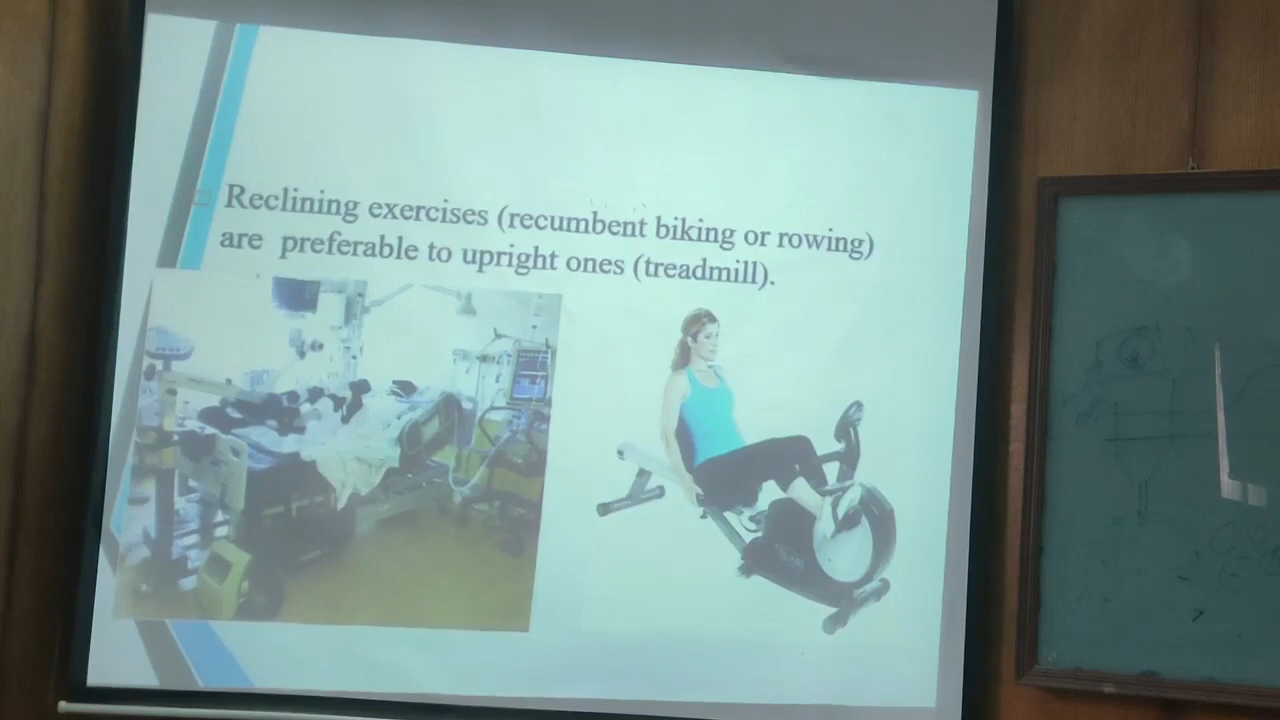 Reclining exercises (recumbent biking or rowing)
are preferable to upright ones (treadmill).